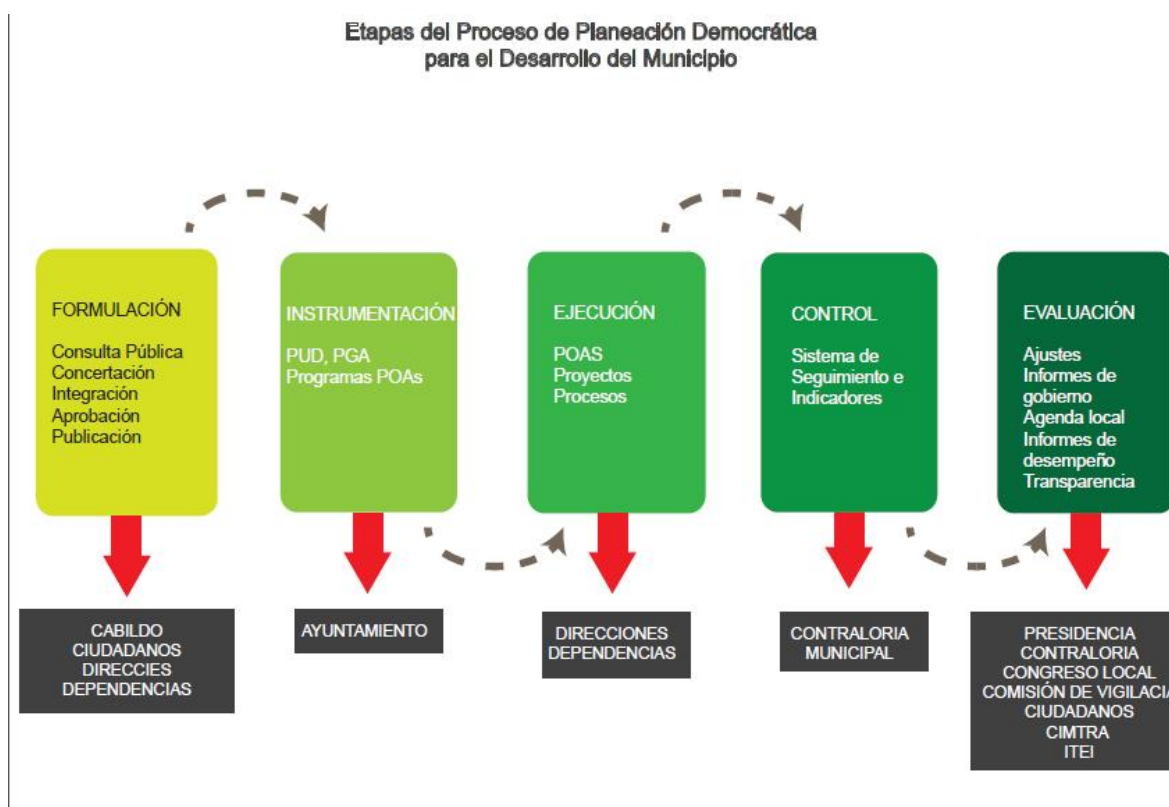 Etapas del Proceso de Planeación Democrática
para el Desarrollo del Municipio
FORMULACIÓN
Consulta Pública
Concertación
Integración
Aprobación
Publicación
INSTRUMENTACIÓN
PUD, PGA
Programas POAs
EJECUCIÓN
POAS
Proyectos
Procesos
CONTROL
Sistema de
Seguimiento e
Indicadores
EVALUACIÓN
Ajustes
Informes de
gobierno
Agenda local
Informes de
desempeño
Transparencia
CABILDO
CIUDADANOS
DIRECCIES
DEPENDENCIAS
AYUNTAMIENTO
DIRECCIONES
DEPENDENCIAS
CONTRALORIA
MUNICIPAL
PRESIDENCIA
CONTRALORIA
CONGRESO LOCAL
COMISIÓN DE VIGILACIA
CIUDADANOS
CIMTRA
ITEI